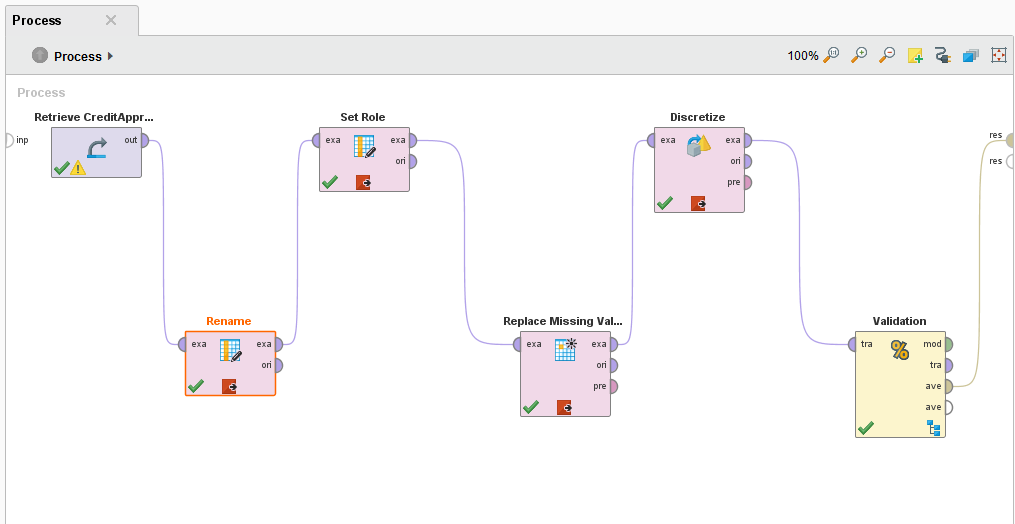 Process
Process
100%
Process
Retrieve CreditAppr...
inp
out
Set Role
exa
exa
ori
Discretize
exa
exa
ori
pre
res
res
Rename
exa
exa
ori
Replace Missing Val...
exa
exa
ori
pre
Validation
tra
mod
tra
ave
ave